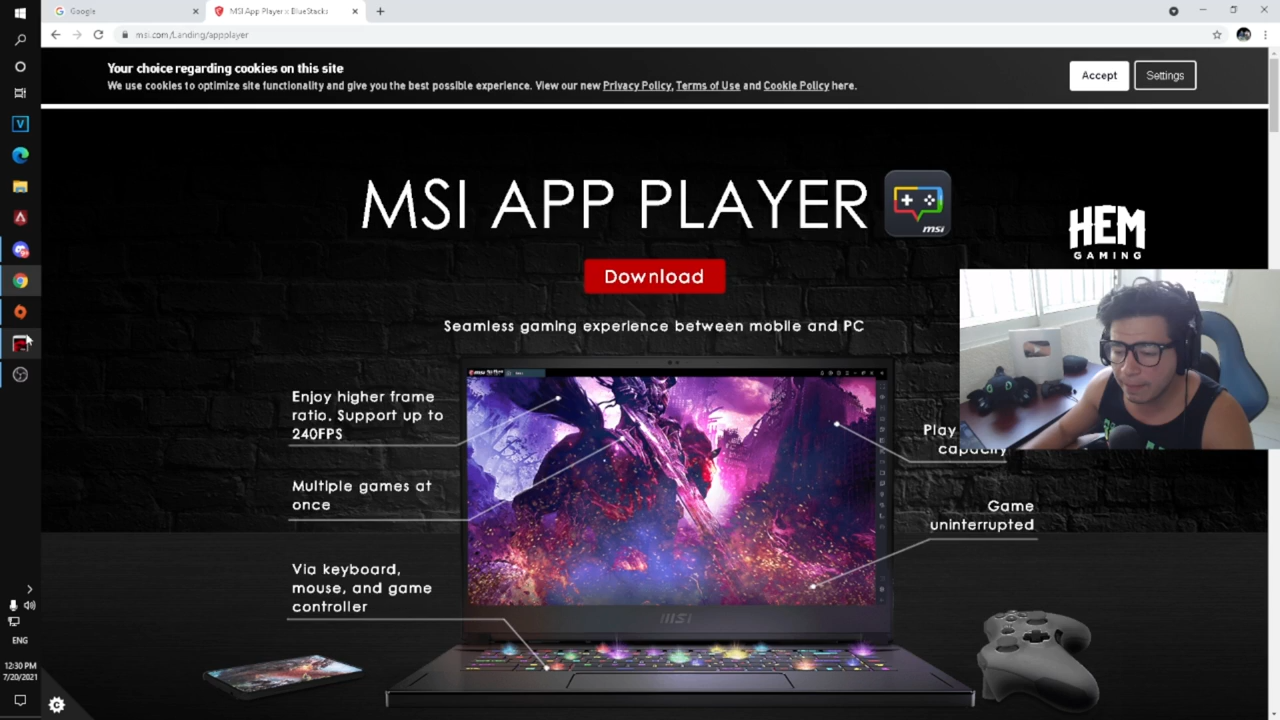 Google
MSI App Player x BlueStacks
msi.com/Landing/appplayer
Your choice regarding cookies on this site
We use cookies to optimize site functionality and give you the best possible experience. View our new Privacy Policy, Terms of Use and Cookie Policy here.
Accept
Settings
MSI APP PLAYER
msi
HEM
GAMING
Download
Seamless gaming experience between mobile and PC
Enjoy higher frame
ratio. Support up to
240FPS
Multiple games at
once
Via keyboard,
mouse, and game
controller
Play
capacity
Game
uninterrupted
msi
ENG
12:30 PM
7/20/2021